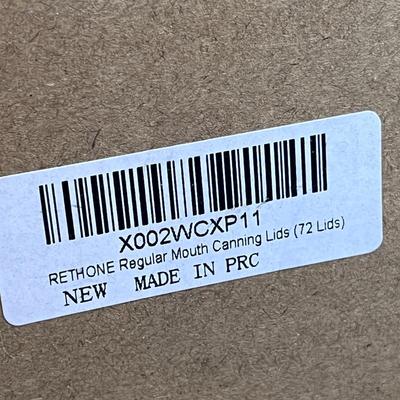 X002WCXP11
RETHONE Regular Mouth Canning Lids (72 Lids)
NEW MADE IN PRC